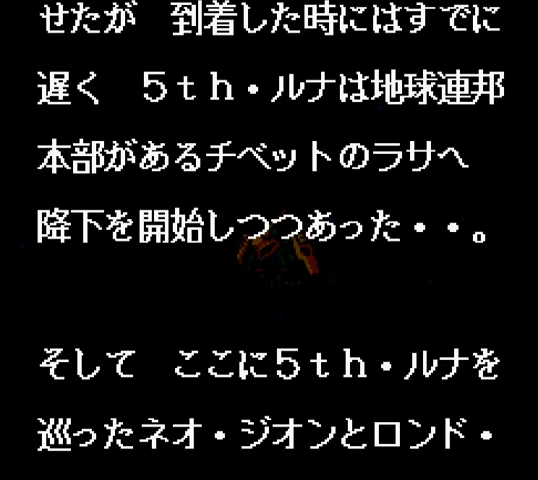 せたが　到着した時にはすでに
遅く　５ｔｈ・ルナは地球連邦
本部があるチベットのラサへ
降下を開始しつつあった・・。
そして　ここに５ｔｈ・ルナを
巡ったネオ・ジオンとロンド・